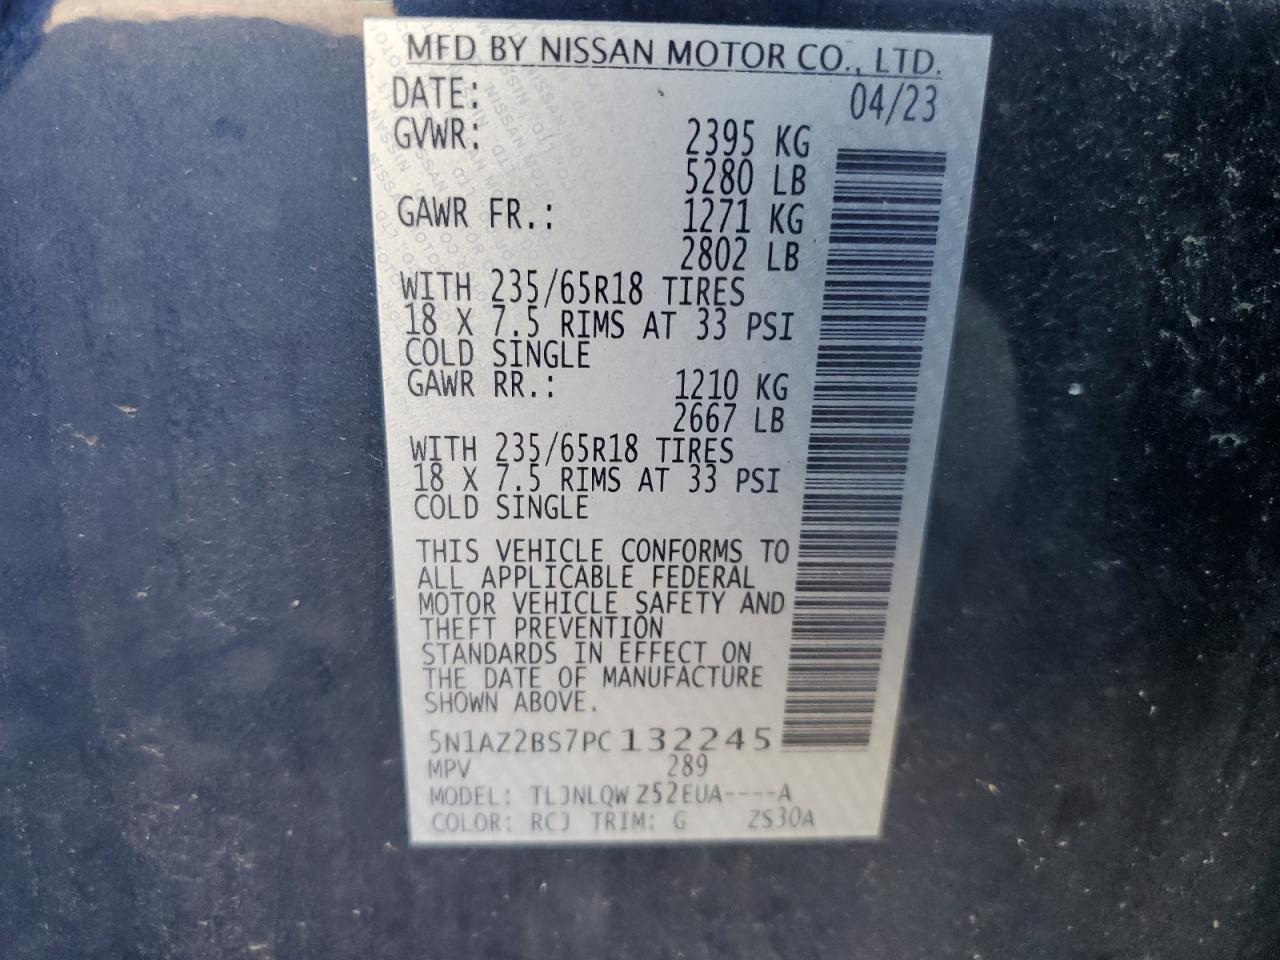 MFD BY NISSAN MOTOR CO., LTD.
DATE: 04/23
GVWR: 2395 KG
5280 LB
GAWR FR.: 1271 KG
2802 LB
WITH 235/65R18 TIRES
18 X 7.5 RIMS AT 33 PSI
COLD SINGLE
GAWR RR.: 1210 KG
2667 LB
WITH 235/65R18 TIRES
18 X 7.5 RIMS AT 33 PSI
COLD SINGLE
THIS VEHICLE CONFORMS TO
ALL APPLICABLE FEDERAL
MOTOR VEHICLE SAFETY AND
THEFT PREVENTION
STANDARDS IN EFFECT ON
THE DATE OF MANUFACTURE
SHOWN ABOVE.
5N1AZ2BS7PC132245
MPV 289
MODEL: TLJNLQW Z52EUA----A
COLOR: RCJ TRIM: G ZS30A